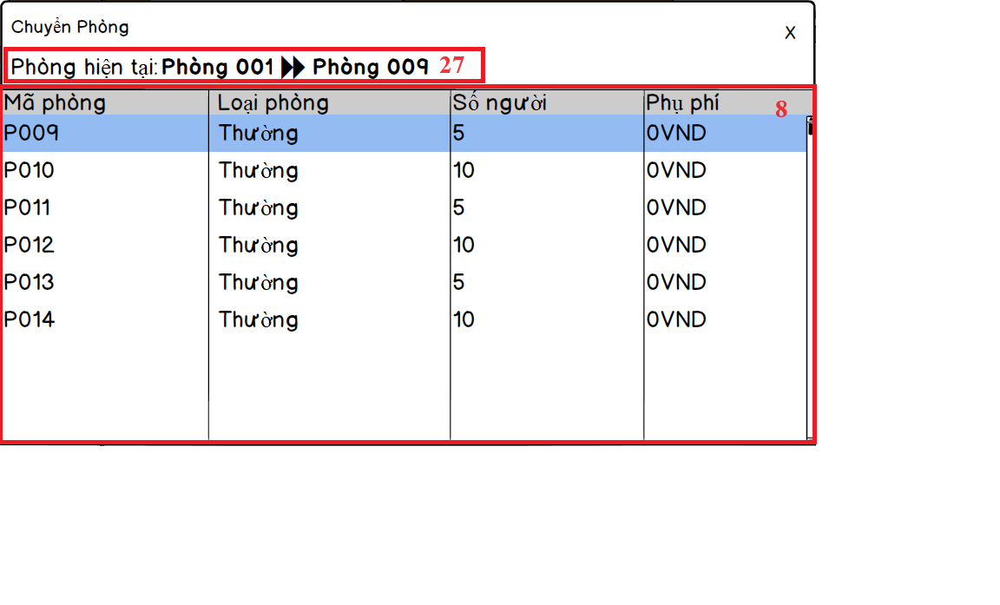 Chuyển Phòng X
Phòng hiện tại: Phòng 001 Phòng 009 27
Mã phòng Loại phòng Số người Phụ phí 8
P009 Thường 5 0VND
P010 Thường 10 0VND
P011 Thường 5 0VND
P012 Thường 10 0VND
P013 Thường 5 0VND
P014 Thường 10 0VND